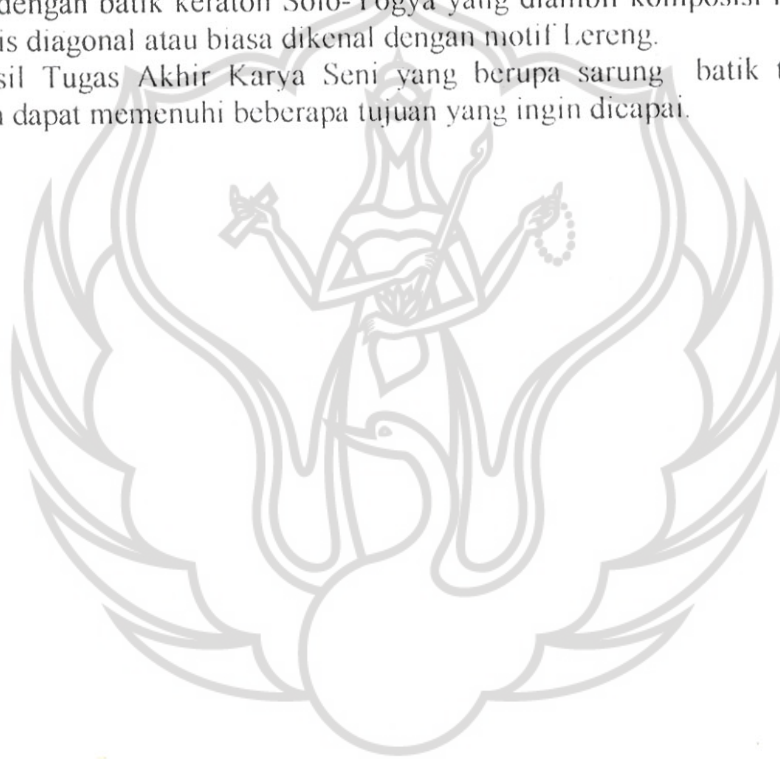 dengan batik keraton Solo-Yogya yang diambil komposisi
is diagonal atau biasa dikenal dengan motif Lereng.
sil Tugas Akhir Karya Seni yang berupa sarung batik
dapat memenuhi beberapa tujuan yang ingin dicapai.